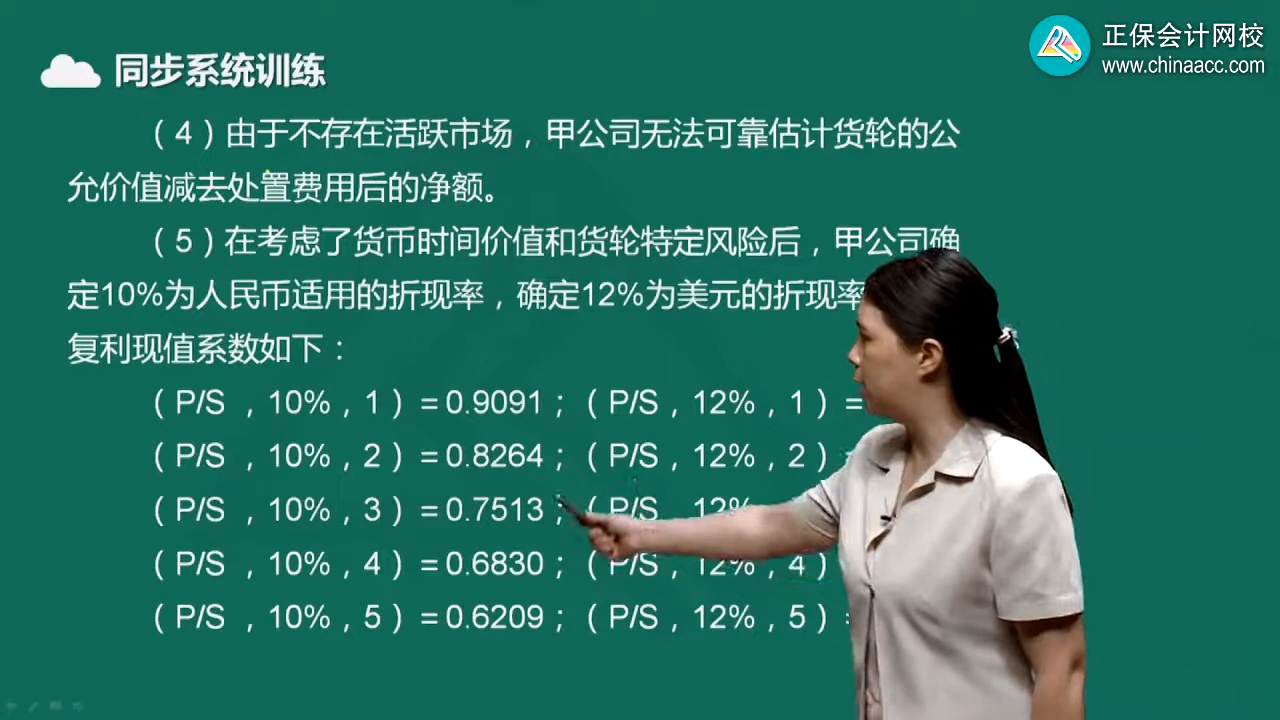 正保会计网校
www.chinaacc.com
同步系统训练
（4）由于不存在活跃市场，甲公司无法可靠估计货轮的公
允价值减去处置费用后的净额。
（5）在考虑了货币时间价值和货轮特定风险后，甲公司确
定10%为人民币适用的折现率，确定12%为美元的折现率
复利现值系数如下：
（P/S ，10%，1）＝0.9091；（P/S，12%，1）＝
（P/S ，10%，2）＝0.8264；（P/S，12%，2）＝
（P/S ，10%，3）＝0.7513；（P/S，12%
（P/S ，10%，4）＝0.6830；（P/S，12%，4）
（P/S ，10%，5）＝0.6209；（P/S，12%，5）＝